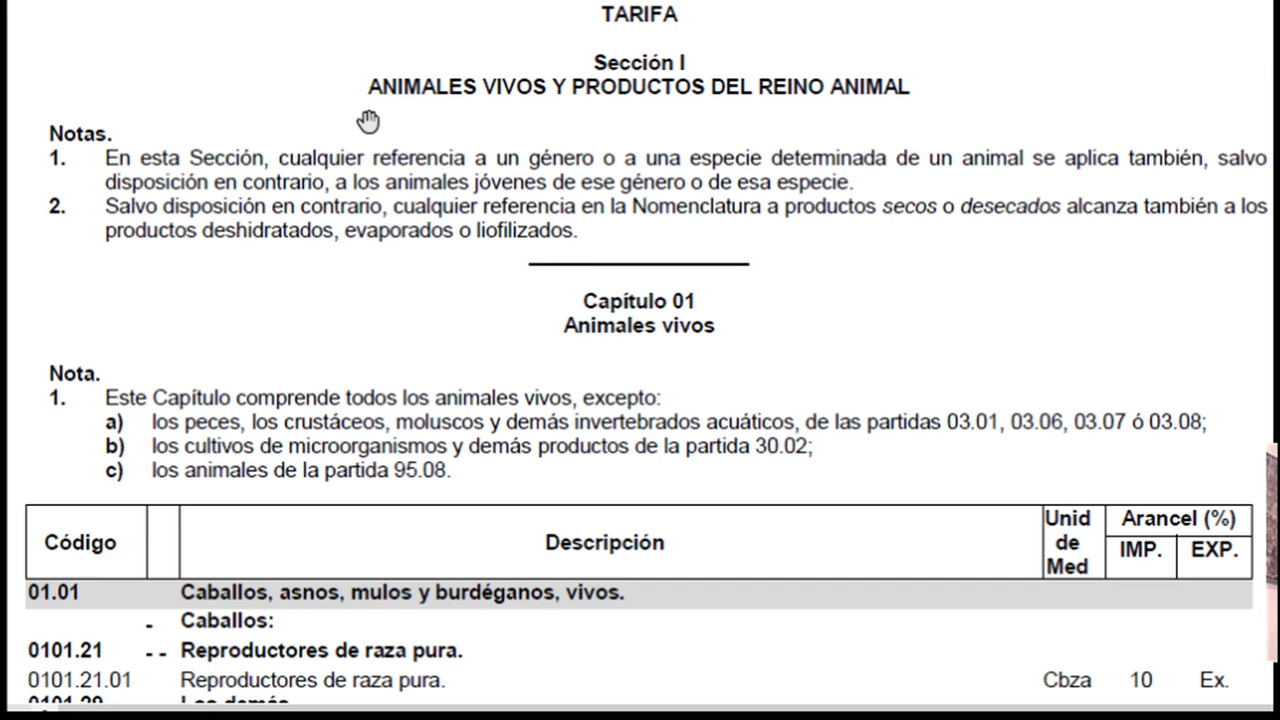 TARIFA
Sección I
ANIMALES VIVOS Y PRODUCTOS DEL REINO ANIMAL
Notas.
1. En esta Sección, cualquier referencia a un género o a una especie determinada de un animal se aplica también, salvo
disposición en contrario, a los animales jóvenes de ese género o de esa especie.
2. Salvo disposición en contrario, cualquier referencia en la Nomenclatura a productos secos o desecados alcanza también a los
productos deshidratados, evaporados o liofilizados.
Capítulo 01
Animales vivos
Nota.
1. Este Capítulo comprende todos los animales vivos, excepto:
a) los peces, los crustáceos, moluscos y demás invertebrados acuáticos, de las partidas 03.01, 03.06, 03.07 ó 03.08;
b) los cultivos de microorganismos y demás productos de la partida 30.02;
c) los animales de la partida 95.08.
Código Descripción Unid de Med Arancel (%) IMP. EXP.
01.01 Caballos, asnos, mulos y burdéganos, vivos.
- Caballos:
0101.21 - - Reproductores de raza pura.
0101.21.01 Reproductores de raza pura. Cbza 10 Ex.
0101.29 Los demás.